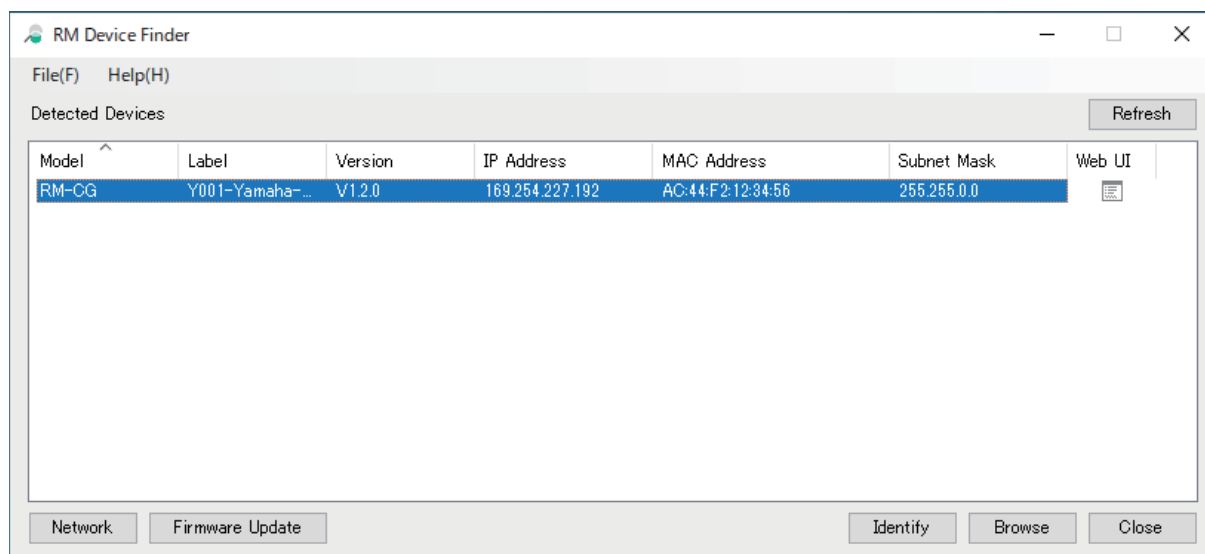 RM Device Finder
File(F) Help(H)
Detected Devices Refresh
Model Label Version IP Address MAC Address Subnet Mask Web UI
RM-CG Y001-Yamaha-... V1.2.0 169.254.227.192 AC:44:F2:12:34:56 255.255.0.0
Network Firmware Update Identify Browse Close